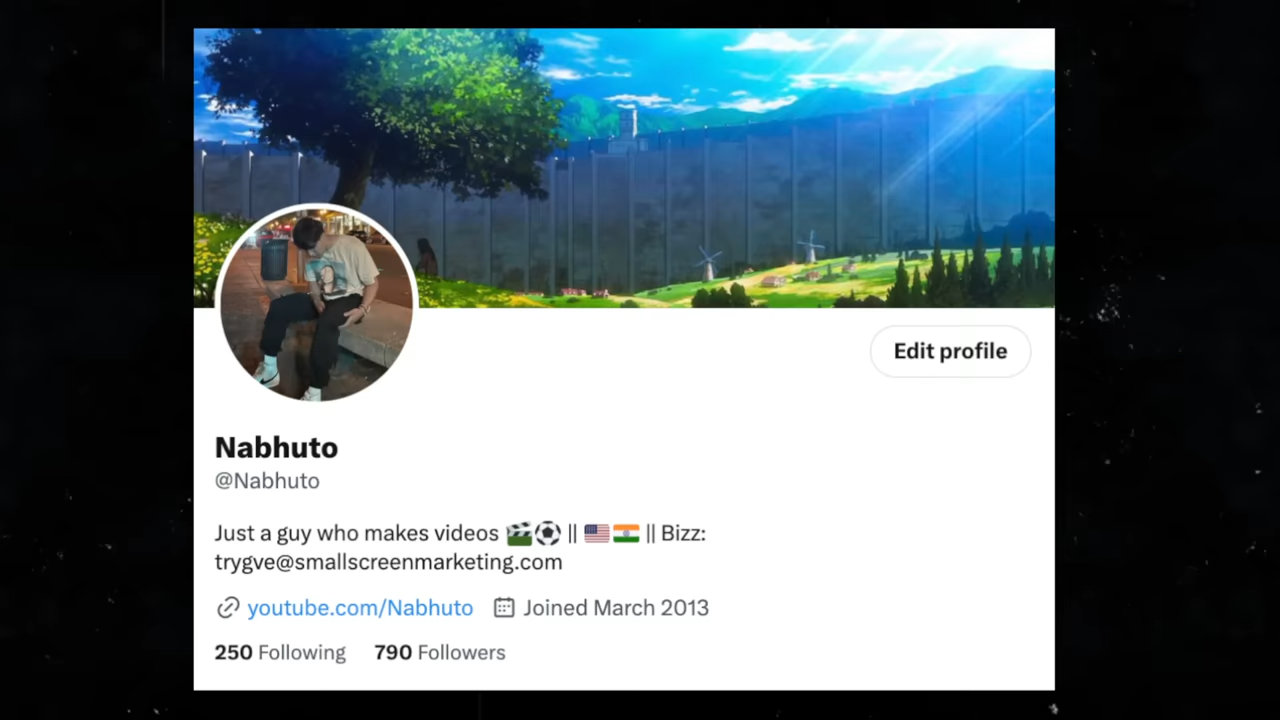 Edit profile
Nabhuto
@Nabhuto
Just a guy who makes videos 🎬⚽ || 🇺🇸🇮🇳 || Bizz:
trygve@smallscreenmarketing.com
youtube.com/Nabhuto Joined March 2013
250 Following 790 Followers